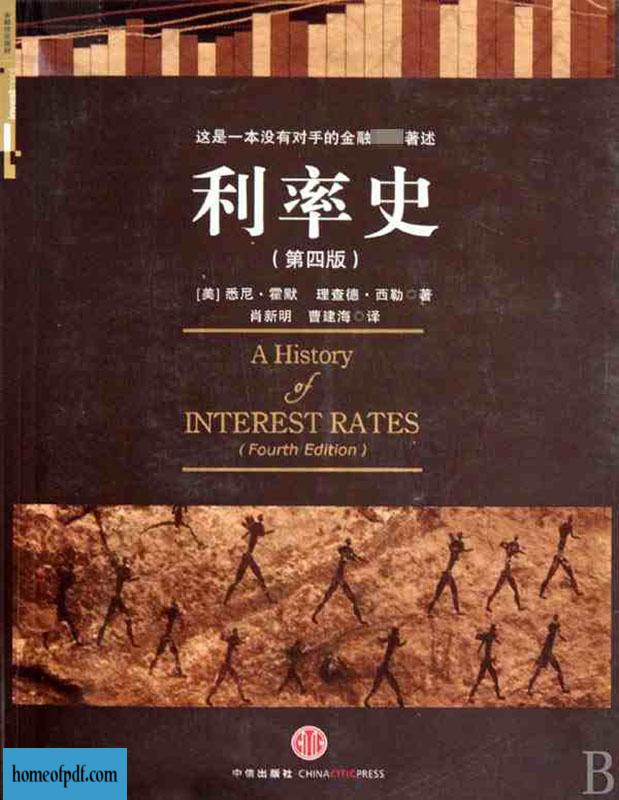 这是一本没有对手的金融 著述
利率史
（第四版）
[美] 悉尼·霍默 理查德·西勒◇著
肖新明 曹建海◇译
A History
of
INTEREST RATES
(Fourth Edition)
CITIC
中信出版社 CHINACITICPRESS
homeofpdf.com
B